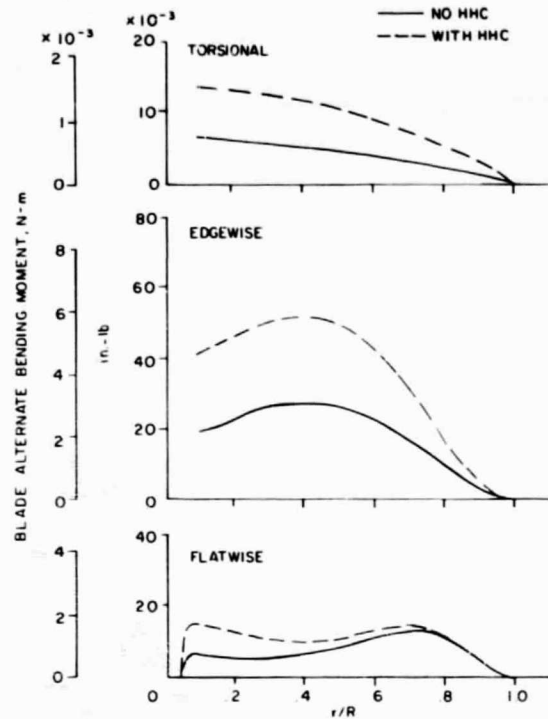 NO HHC
WITH HHC
× 10⁻³
× 10⁻³
2
1
0
20
10
0
TORSIONAL
BLADE ALTERNATE BENDING MOMENT, N-m
in.-lb
8
6
4
2
0
80
60
40
20
0
EDGEWISE
4
2
0
40
20
FLATWISE
0 .2 .4 .6 .8 1.0
r/R